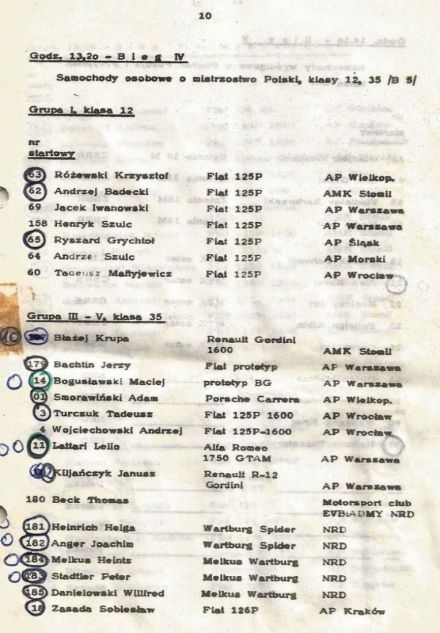 10
Godz. 13,2o - B i e g IV
Samochody osobowe o mistrzostwo Polski, klasy 12, 35 /B 5/
Grupa I, klasa 12
nr
startowy
63 Różewski Krzysztof Fiat 125P AP Wielkop.
62 Andrzej Badecki Fiat 125P AMK Stomil
69 Jacek Iwanowski Fiat 125P AP Warszawa
158 Henryk Szulc Fiat 125P AP Warszawa
65 Ryszard Grychtoł Fiat 125P AP Śląsk
64 Andrzej Szulc Fiat 125P AP Morski
60 Tadeusz Maftyjewicz Fiat 125P AP Wrocław
Grupa III - V, klasa 35
10 Błażej Krupa Renault Gordini
1600 AMK Stomil
179 Bachtin Jerzy Fiat prototyp AP Warszawa
14 Bogusławski Maciej prototyp BG AP Warszawa
01 Smorawiński Adam Porsche Carrera AP Wielkop.
3 Turczuk Tadeusz Fiat 125P 1600 AP Wrocław
4 Wojciechowski Andrzej Fiat 125P-1600 AP Wrocław
11 Lattari Lelio Alfa Romeo
1750 GTAM AP Warszawa
Kiljańczyk Janusz Renault R-12
Gordini AP Warszawa
180 Beck Thomas Motorsport club
EVBŁADMY NRD
181 Heinrich Helga Wartburg Spider NRD
182 Anger Joachim Wartburg Spider NRD
184 Melkus Heintz Melkus Wartburg NRD
183 Stadtler Peter Melkus Wartburg NRD
185 Danielowski Willfred Melkus Wartburg NRD
18 Zasada Sobiesław Fiat 126P AP Kraków